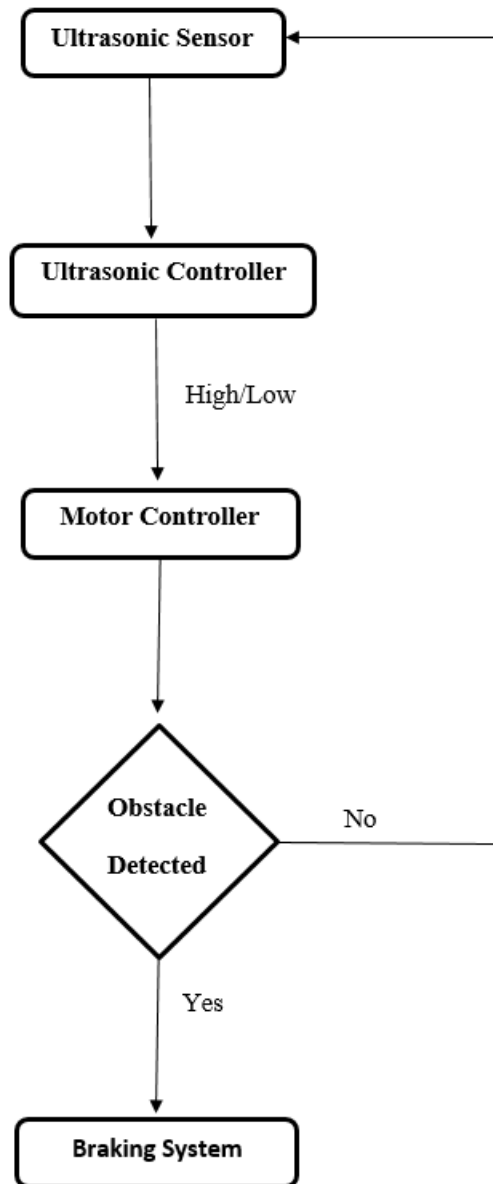 Ultrasonic Sensor
Ultrasonic Controller
High/Low
Motor Controller
Obstacle
Detected
No
Yes
Braking System